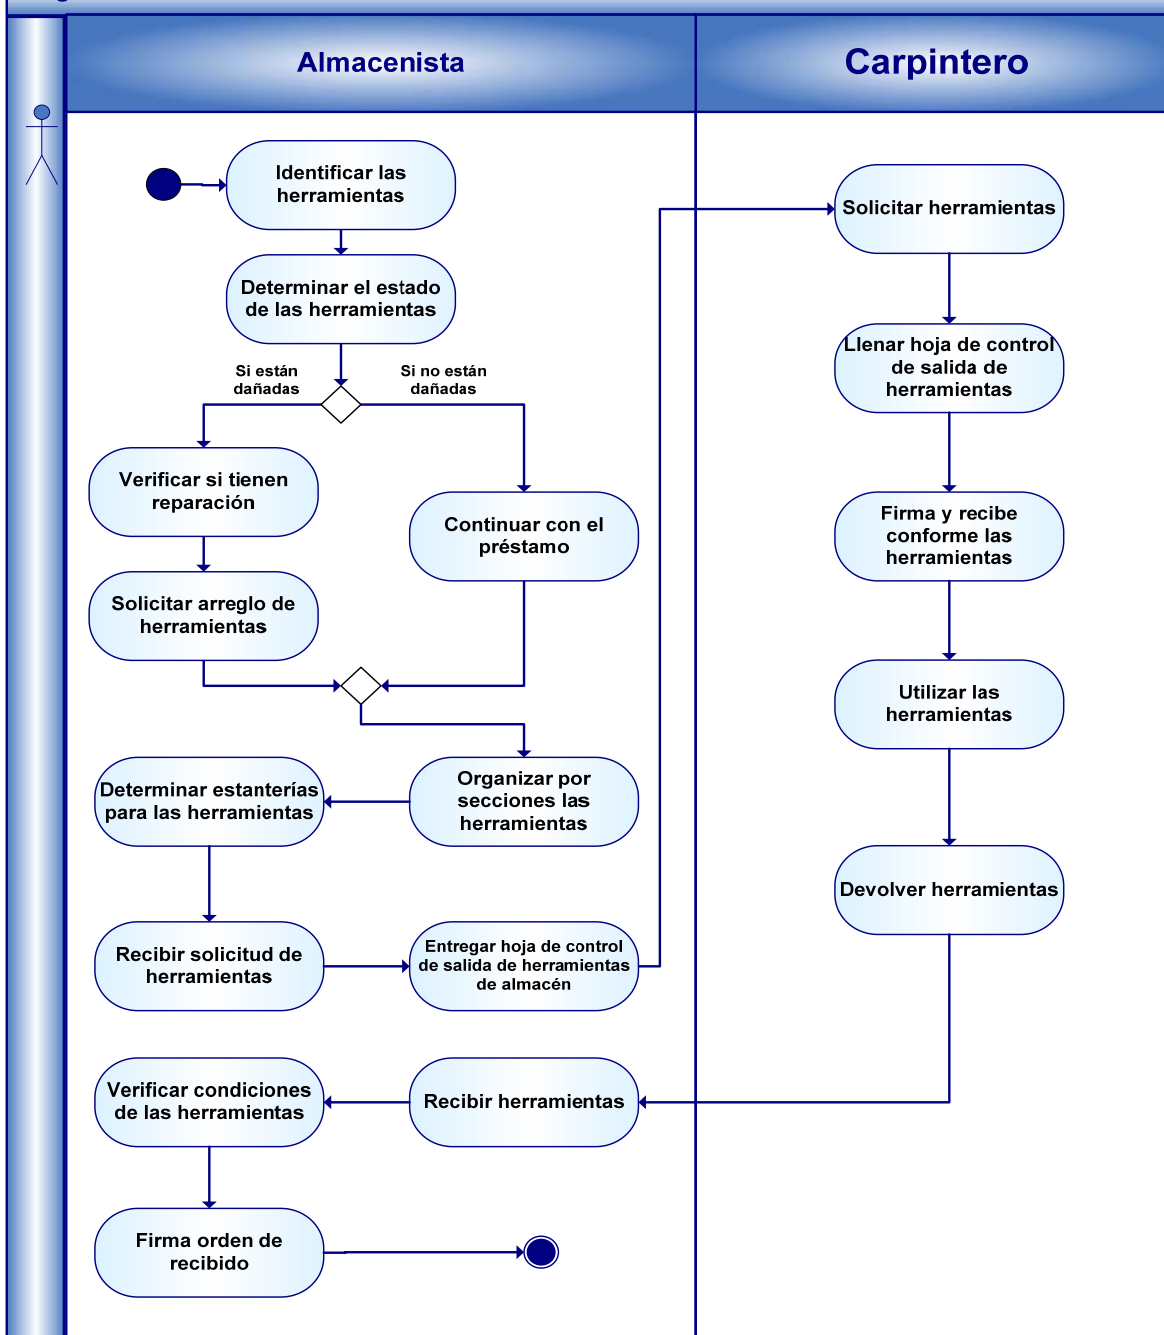 Almacenista
Carpintero
Identificar las
herramientas
Determinar el estado
de las herramientas
Si están
dañadas
Si no están
dañadas
Verificar si tienen
reparación
Continuar con el
préstamo
Solicitar arreglo de
herramientas
Organizar por
secciones las
herramientas
Determinar estanterías
para las herramientas
Recibir solicitud de
herramientas
Entregar hoja de control
de salida de herramientas
de almacén
Solicitar herramientas
Llenar hoja de control
de salida de
herramientas
Firma y recibe
conforme las
herramientas
Utilizar las
herramientas
Devolver herramientas
Recibir herramientas
Verificar condiciones
de las herramientas
Firma orden de
recibido